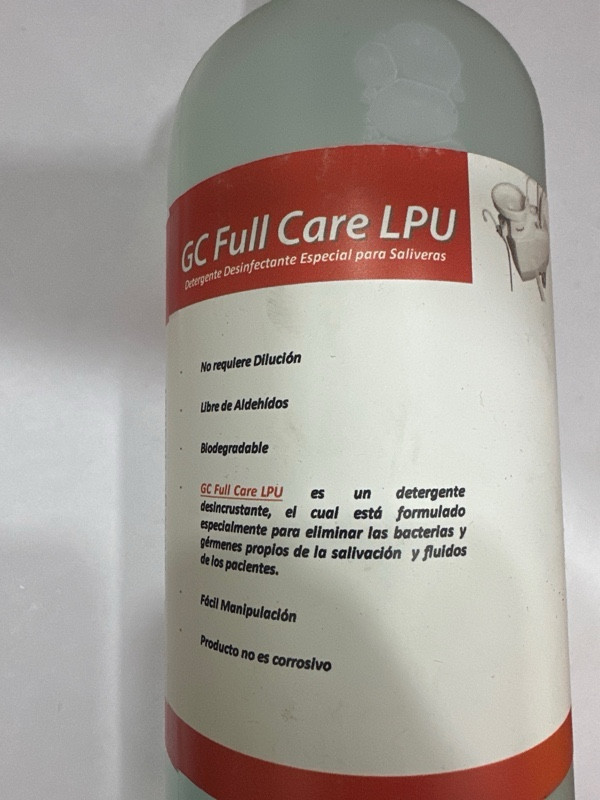 GC Full Care LPU
Detergente Desinfectante Especial para Saliveras
No requiere Dilución
Libre de Aldehídos
Biodegradable
GC Full Care LPU es un detergente
desincrustante, el cual está formulado
especialmente para eliminar las bacterias y
gérmenes propios de la salivación y fluidos
de los pacientes.
Fácil Manipulación
Producto no es corrosivo